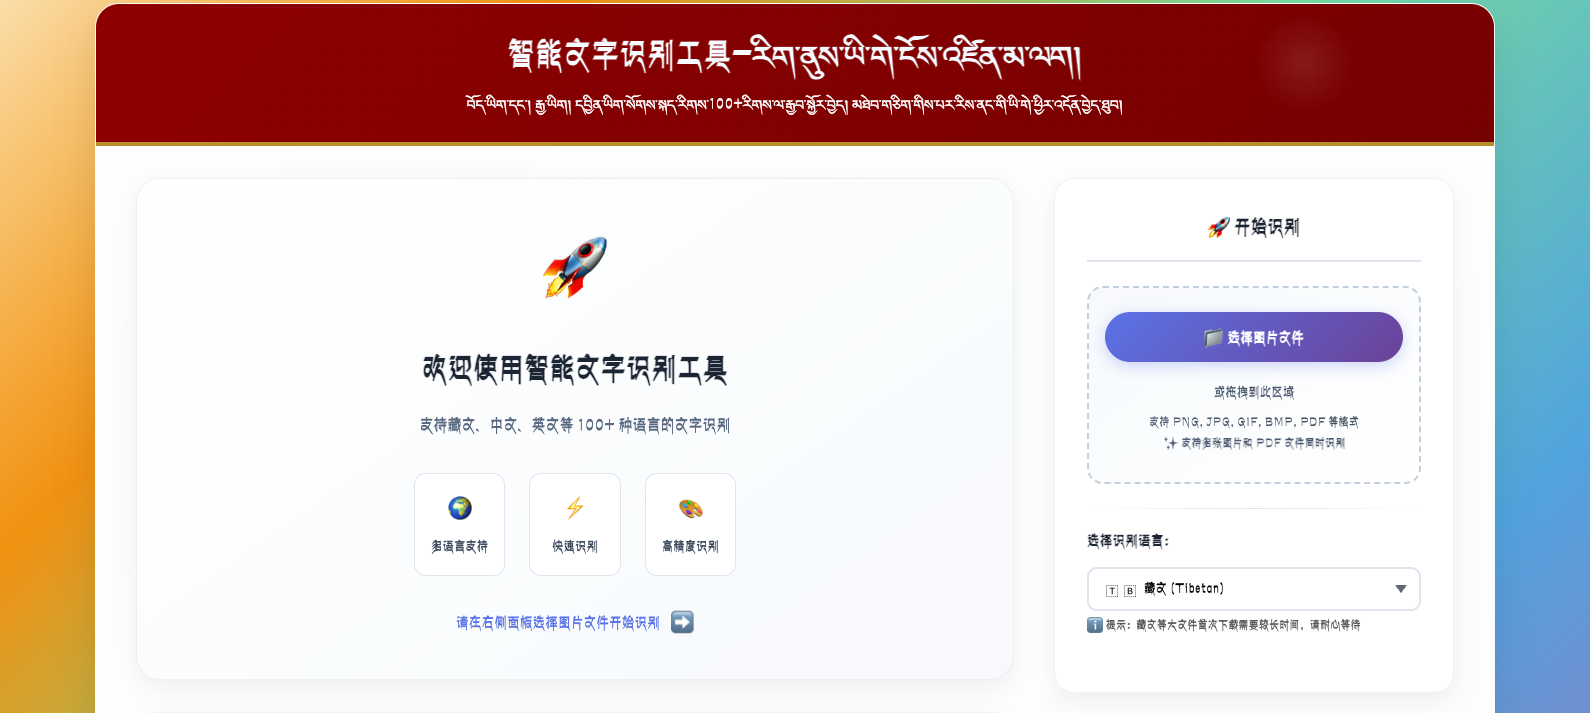 智能文字识别工具-རིག་ནུས་ཡི་གེ་ངོས་འཛིན་མ་ལག།
བོད་ཡིག་དང་། རྒྱ་ཡིག། དབྱིན་ཡིག་སོགས་སྐད་རིགས་100+རིགས་ལ་རྒྱབ་སྐྱོར་བྱེད། མཐེབ་གཅིག་གིས་པར་རིས་ནང་གི་ཡི་གེ་ཕྱིར་འདོན་བྱེད་ཐུབ།
欢迎使用智能文字识别工具
支持藏文、中文、英文等 100+ 种语言的文字识别
多语言支持
快速识别
高精度识别
请在右侧面板选择图片文件开始识别
开始识别
选择图片文件
或拖拽到此区域
支持 PNG, JPG, GIF, BMP, PDF 等格式
支持多张图片和 PDF 文件同时识别
选择识别语言：
T B 藏文 (Tibetan)
提示：藏文等大文件首次下载需要较长时间，请耐心等待